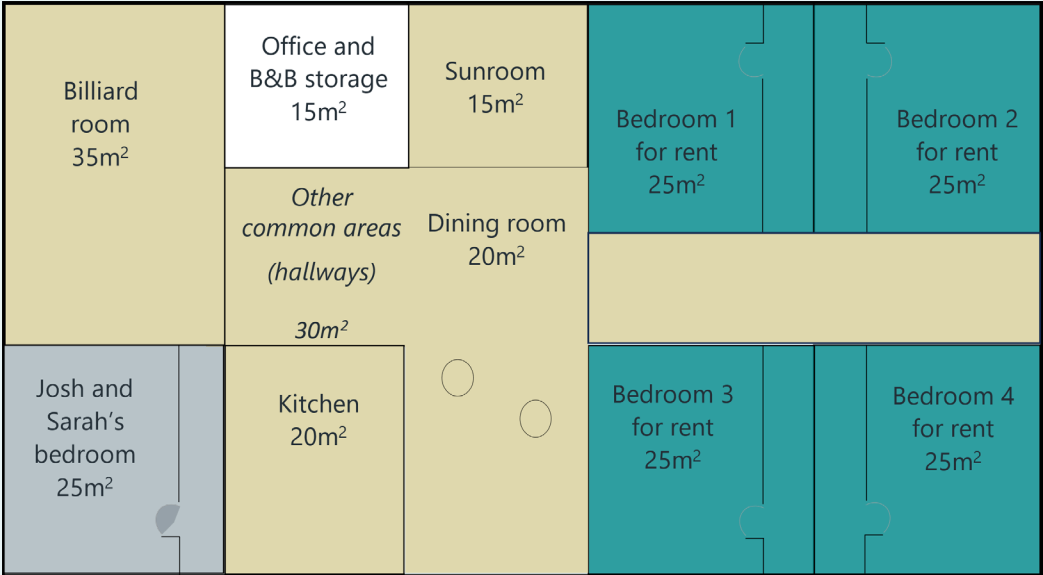 Billiard
room
35m²
Office and
B&B storage
15m²
Sunroom
15m²
Bedroom 1
for rent
25m²
Bedroom 2
for rent
25m²
Other
common areas
(hallways)
30m²
Dining room
20m²
Josh and
Sarah’s
bedroom
25m²
Kitchen
20m²
Bedroom 3
for rent
25m²
Bedroom 4
for rent
25m²